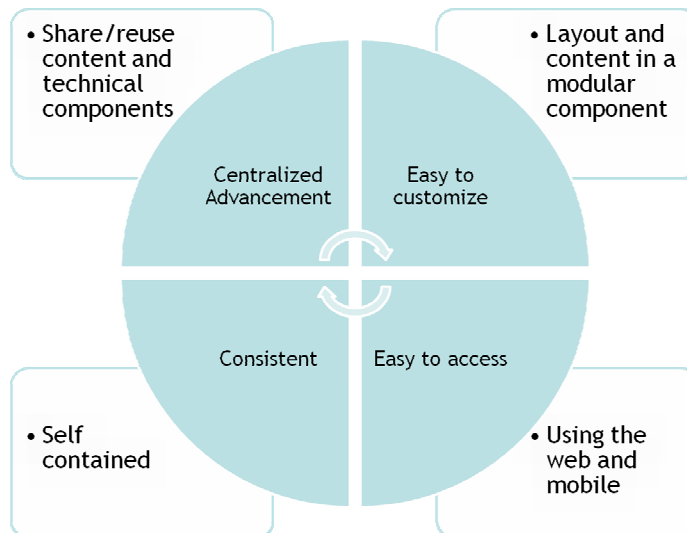 • Share/reuse
content and
technical
components
• Layout and
content in a
modular
component
Centralized
Advancement
Easy to
customize
Consistent
Easy to access
• Self
contained
• Using the
web and
mobile